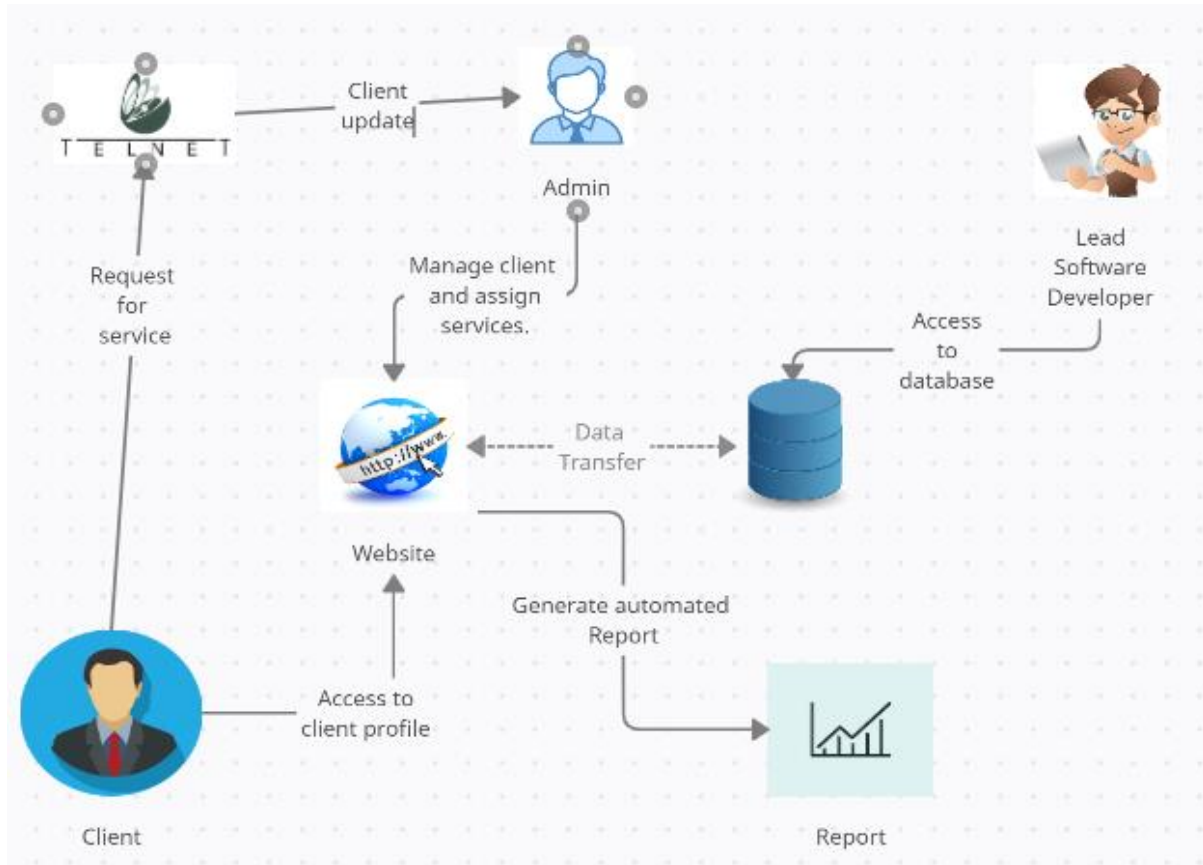 Client
update
TELNET
Admin
Lead
Software
Developer
Request
for
service
Manage client
and assign
services.
Access
to
database
http://www...
Data
Transfer
Website
Generate automated
Report
Access to
client profile
Client
Report